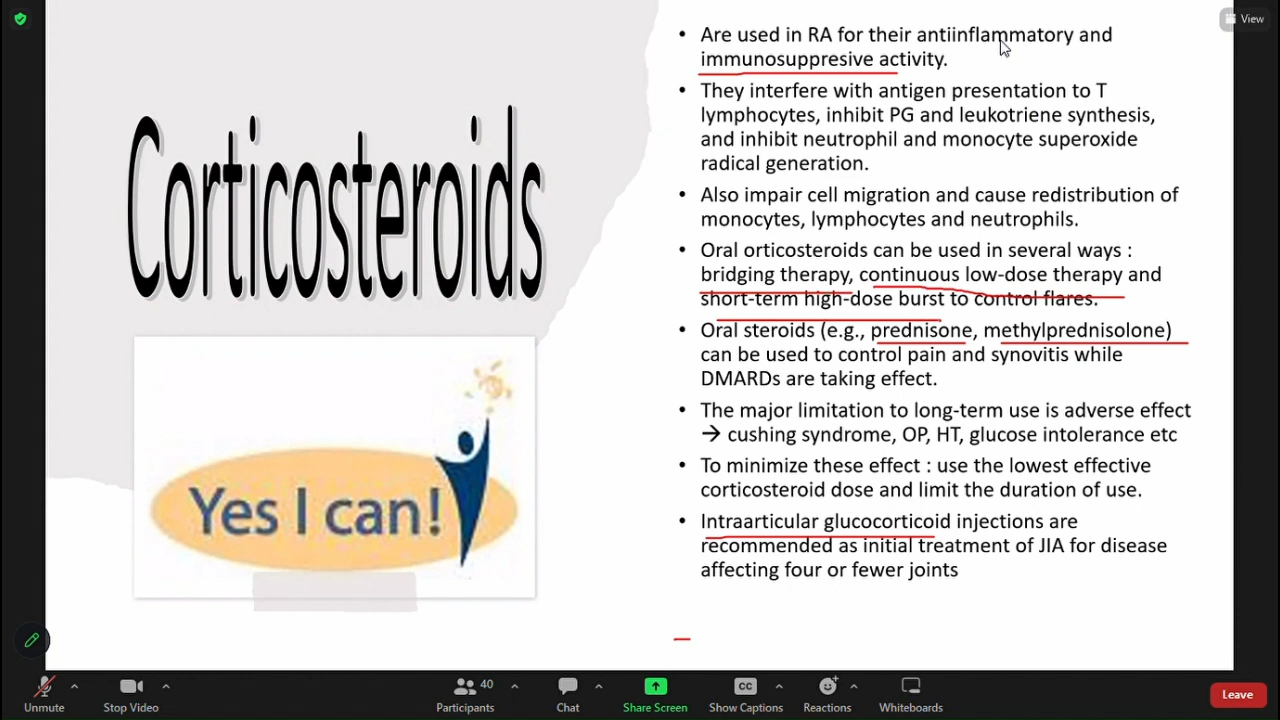 View
Corticosteroids
Yes I can!
• Are used in RA for their antiinflammatory and
immunosuppresive activity.
• They interfere with antigen presentation to T
lymphocytes, inhibit PG and leukotriene synthesis,
and inhibit neutrophil and monocyte superoxide
radical generation.
• Also impair cell migration and cause redistribution of
monocytes, lymphocytes and neutrophils.
• Oral orticosteroids can be used in several ways :
bridging therapy, continuous low-dose therapy and
short-term high-dose burst to control flares.
• Oral steroids (e.g., prednisone, methylprednisolone)
can be used to control pain and synovitis while
DMARDs are taking effect.
• The major limitation to long-term use is adverse effect
→ cushing syndrome, OP, HT, glucose intolerance etc
• To minimize these effect : use the lowest effective
corticosteroid dose and limit the duration of use.
• Intraarticular glucocorticoid injections are
recommended as initial treatment of JIA for disease
affecting four or fewer joints
40
CC
Unmute Stop Video Participants Chat Share Screen Show Captions Reactions Whiteboards Leave